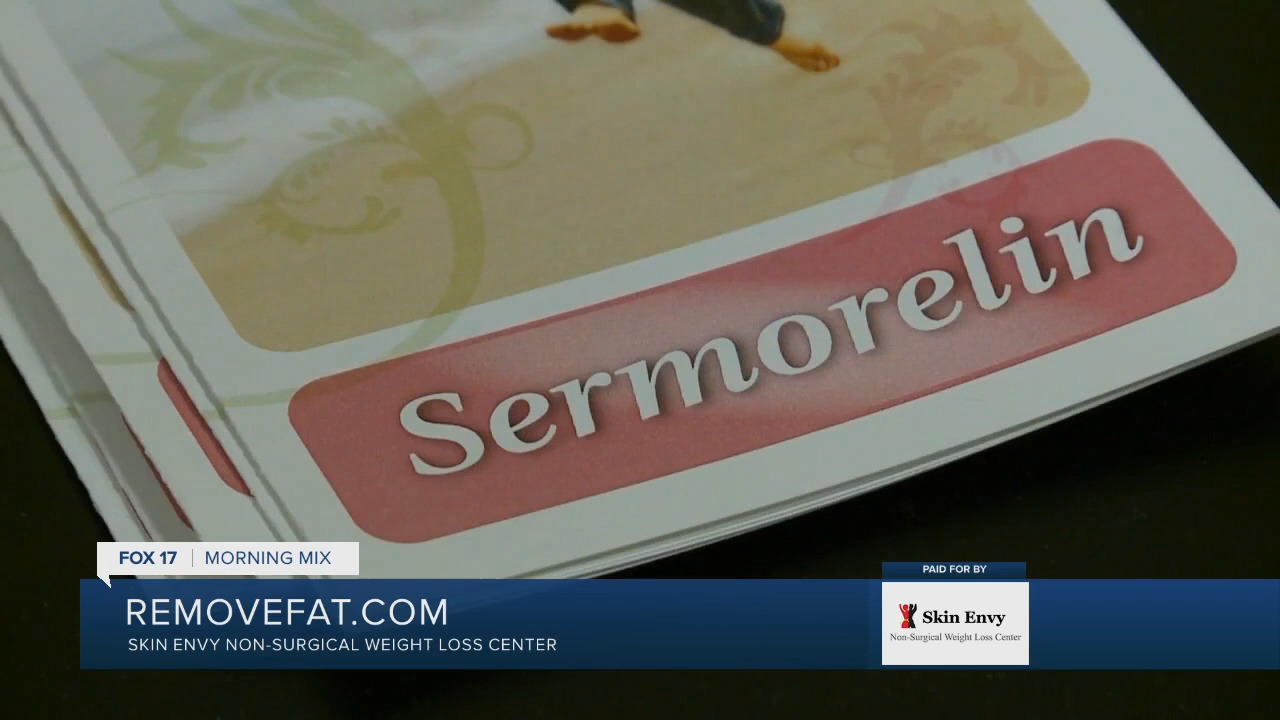 Sermorelin
FOX 17 | MORNING MIX
REMOVEFAT.COM
SKIN ENVY NON-SURGICAL WEIGHT LOSS CENTER
PAID FOR BY
Skin Envy
Non-Surgical Weight Loss Center